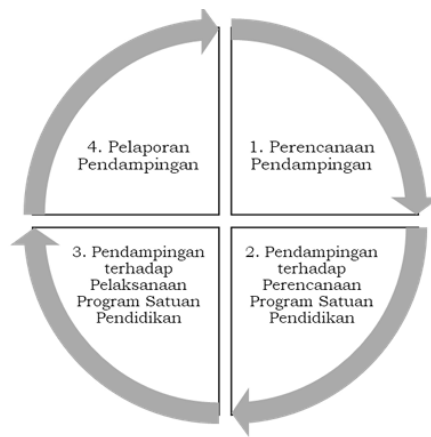 1. Perencanaan
Pendampingan
2. Pendampingan
terhadap
Perencanaan
Program Satuan
Pendidikan
3. Pendampingan
terhadap
Pelaksanaan
Program Satuan
Pendidikan
4. Pelaporan
Pendampingan